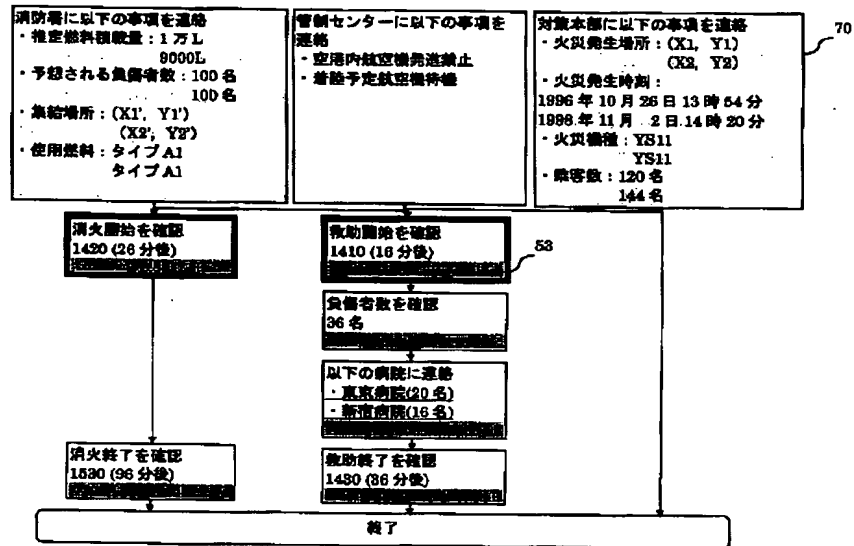 消防署に以下の事項を連絡
・推定燃料積載量：1万L
9000L
・予想される負傷者数：100名
100名
・集結場所：(X1', Y1')
(X2', Y2')
・使用燃料：タイプA1
タイプA1
管制センターに以下の事項を
連絡
・空港内航空機発進禁止
・着陸予定航空機待機
対策本部に以下の事項を連絡
・火災発生場所：(X1, Y1)
(X2, Y2)
・火災発生時刻：
1996年10月26日13時54分
1998年11月 2日14時20分
・火災機種：YS11
YS11
・乗客数：120名
144名
70
消火開始を確認
1420 (26分後)
救助開始を確認
1410 (16分後)
53
負傷者数を確認
36名
以下の病院に連絡
・東京病院(20名)
・新宿病院(16名)
消火終了を確認
1530 (96分後)
救助終了を確認
1430 (36分後)
終了